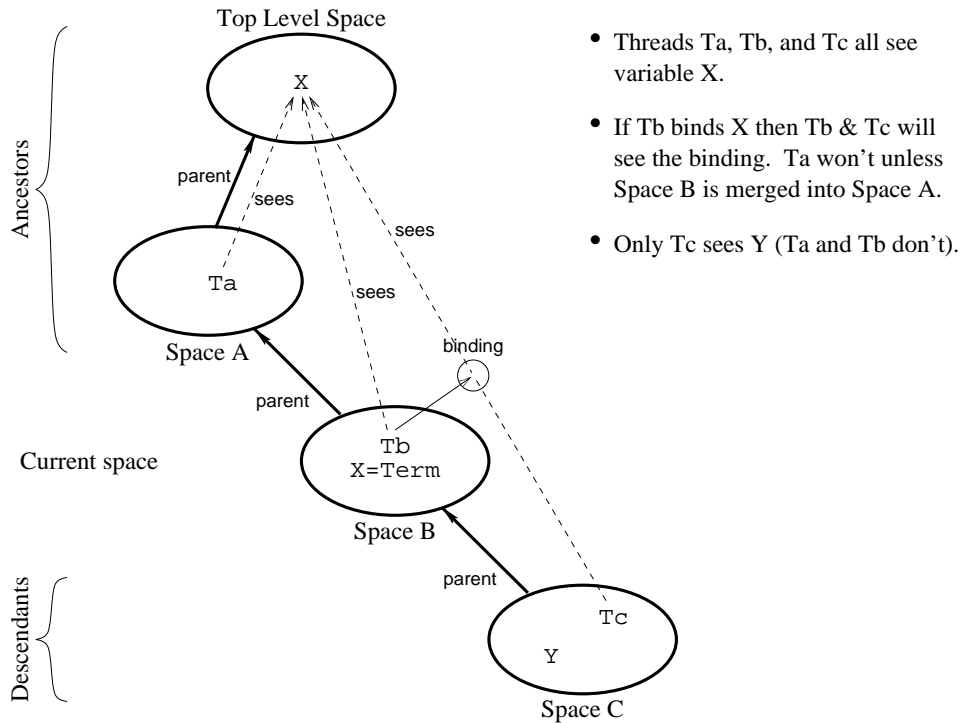 Top Level Space
X
parent
sees
sees
sees
Ancestors
Ta
Space A
binding
parent
Tb
X=Term
Current space
Space B
parent
Descendants
Tc
Y
Space C
• Threads Ta, Tb, and Tc all see
variable X.
• If Tb binds X then Tb & Tc will
see the binding. Ta won't unless
Space B is merged into Space A.
• Only Tc sees Y (Ta and Tb don't).